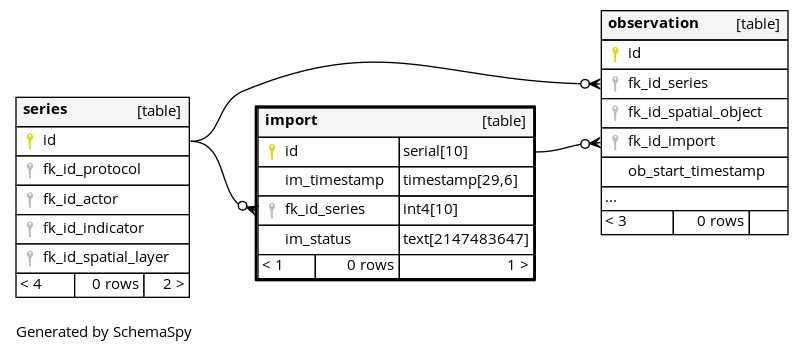 series [table]
id
fk_id_protocol
fk_id_actor
fk_id_indicator
fk_id_spatial_layer
< 4 0 rows 2 >
import [table]
id serial[10]
im_timestamp timestamp[29,6]
fk_id_series int4[10]
im_status text[2147483647]
< 1 0 rows 1 >
observation [table]
id
fk_id_series
fk_id_spatial_object
fk_id_import
ob_start_timestamp
...
< 3 0 rows
Generated by SchemaSpy